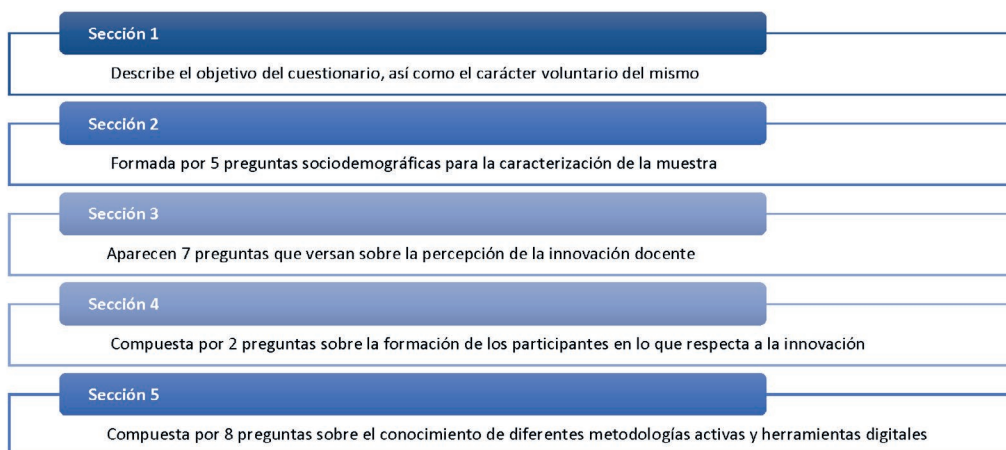 Sección 1
Describe el objetivo del cuestionario, así como el carácter voluntario del mismo
Sección 2
Formada por 5 preguntas sociodemográficas para la caracterización de la muestra
Sección 3
Aparecen 7 preguntas que versan sobre la percepción de la innovación docente
Sección 4
Compuesta por 2 preguntas sobre la formación de los participantes en lo que respecta a la innovación
Sección 5
Compuesta por 8 preguntas sobre el conocimiento de diferentes metodologías activas y herramientas digitales